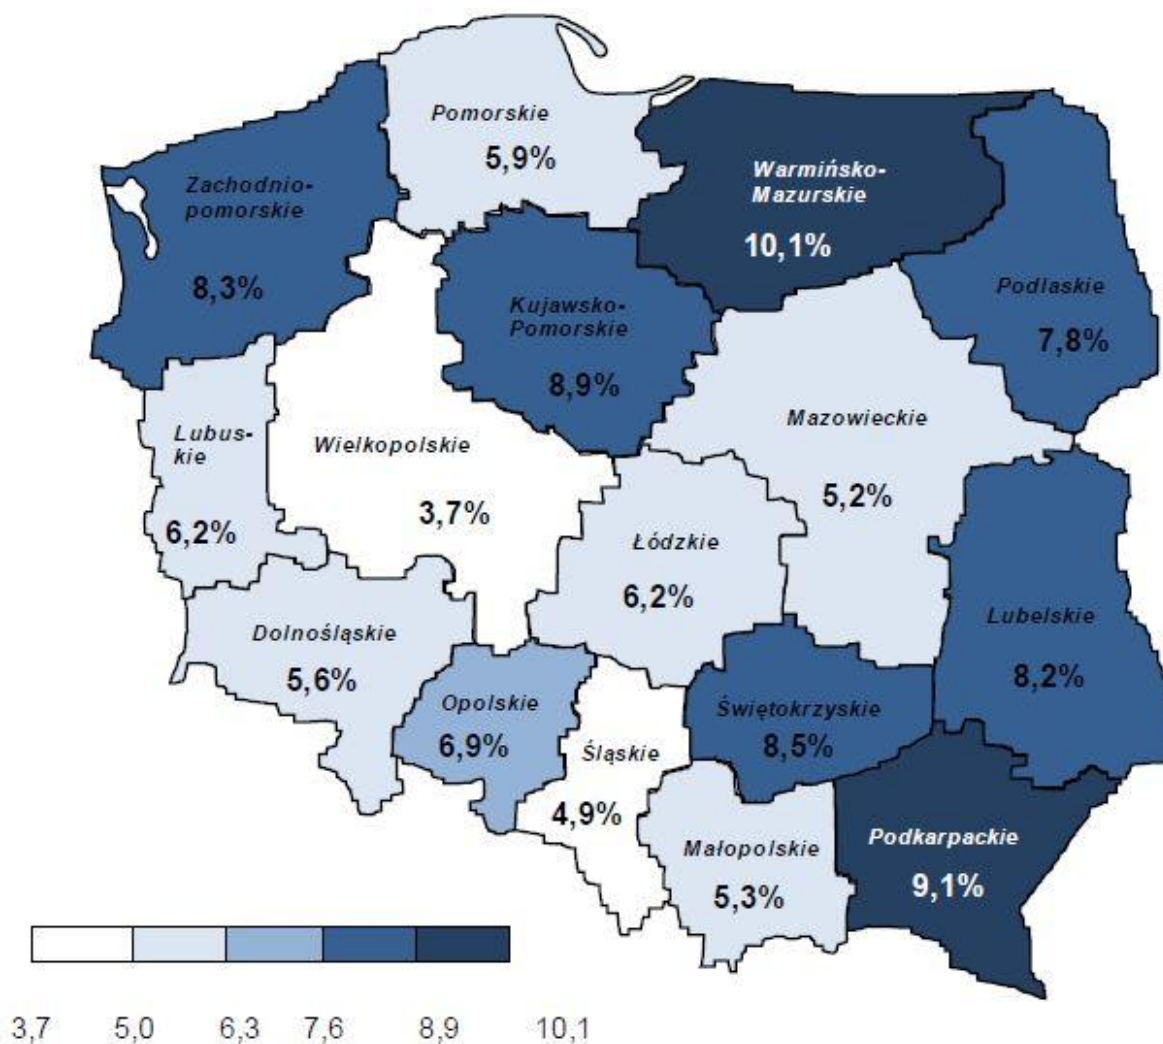 Pomorskie
5,9%
Warmińsko-
Mazurskie
10,1%
Zachodnio-
pomorskie
8,3%
Podlaskie
7,8%
Kujawsko-
Pomorskie
8,9%
Mazowieckie
5,2%
Lubus-
kie
6,2%
Wielkopolskie
3,7%
Łódzkie
6,2%
Lubelskie
8,2%
Dolnośląskie
5,6%
Opolskie
6,9%
Świętokrzyskie
8,5%
Śląskie
4,9%
Małopolskie
5,3%
Podkarpackie
9,1%
3,7 5,0 6,3 7,6 8,9 10,1